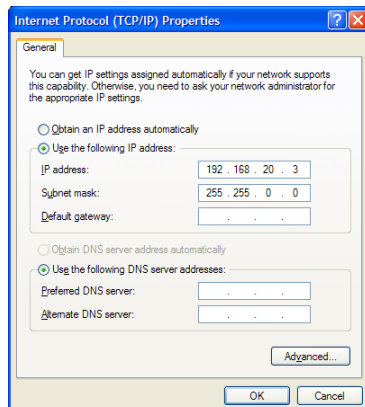 Internet Protocol (TCP/IP) Properties
General
You can get IP settings assigned automatically if your network supports
this capability. Otherwise, you need to ask your network administrator for
the appropriate IP settings.
Obtain an IP address automatically
Use the following IP address:
IP address: 192 . 168 . 20 . 3
Subnet mask: 255 . 255 . 0 . 0
Default gateway: . . .
Obtain DNS server address automatically
Use the following DNS server addresses:
Preferred DNS server: . . .
Alternate DNS server: . . .
Advanced...
OK Cancel